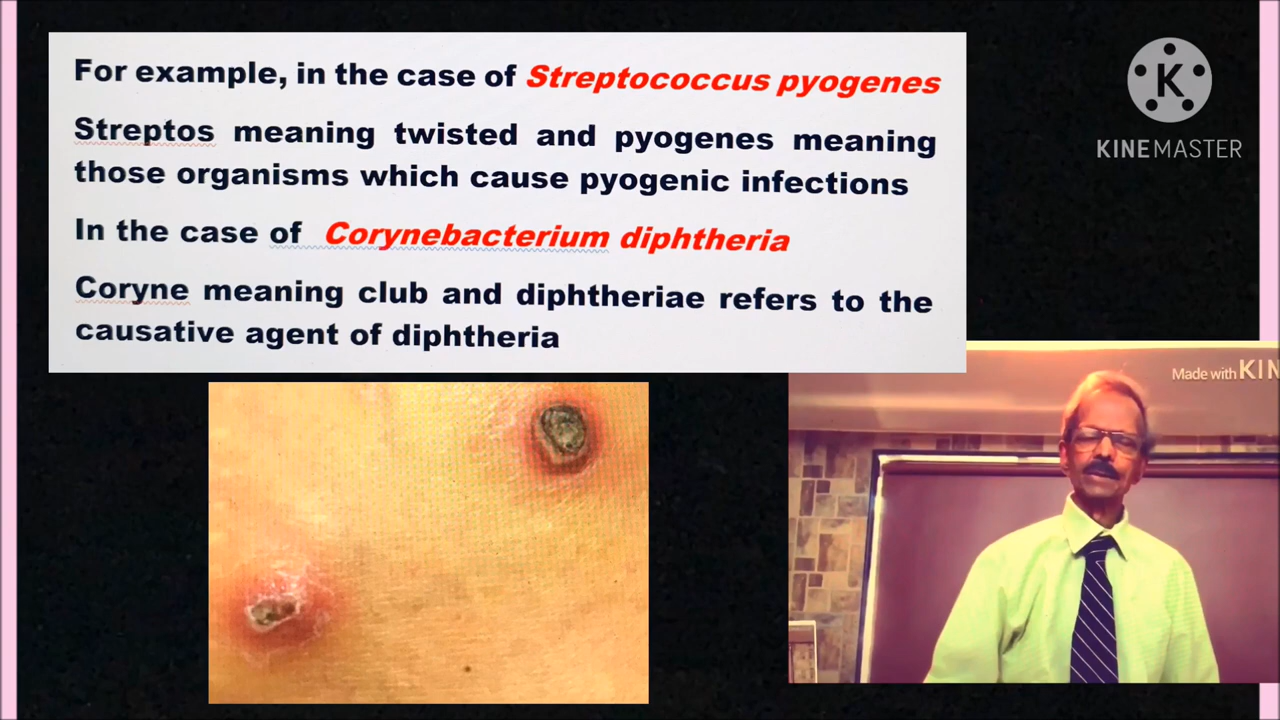 For example, in the case of Streptococcus pyogenes
Streptos meaning twisted and pyogenes meaning
those organisms which cause pyogenic infections
In the case of Corynebacterium diphtheria
Coryne meaning club and diphtheriae refers to the
causative agent of diphtheria
K
KINEMASTER
Made with KIN